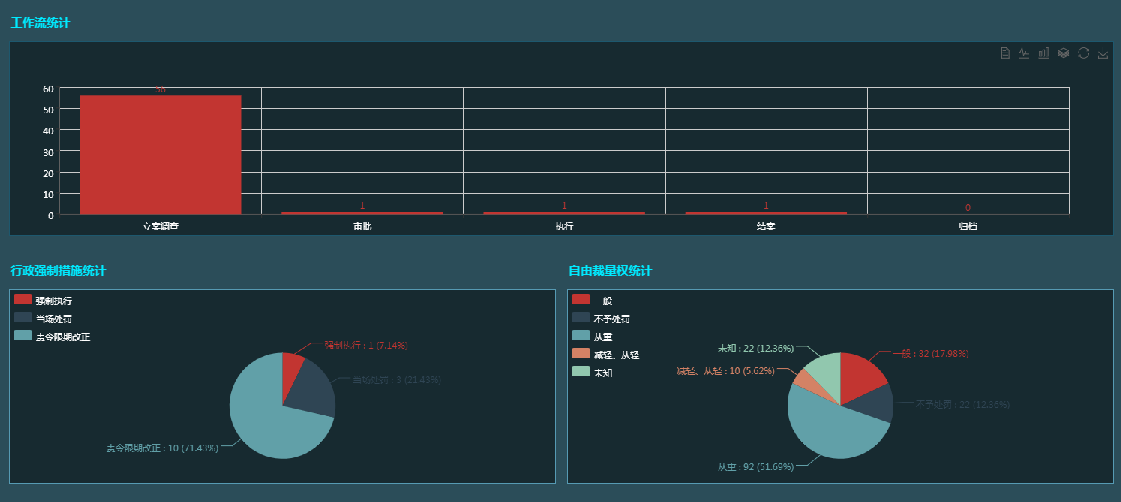 工作流统计
60
50
40
30
20
10
0
56
1
1
1
0
立案调查
审批
执行
结案
归档
行政强制措施统计
强制执行
当场处罚
责令限期改正
强制执行 : 1 (7.14%)
当场处罚 : 3 (21.43%)
责令限期改正 : 10 (71.43%)
自由裁量权统计
一般
不予处罚
从重
减轻、从轻
未知
未知 : 22 (12.36%)
一般 : 32 (17.98%)
减轻、从轻 : 10 (5.62%)
不予处罚 : 22 (12.36%)
从重 : 92 (51.69%)